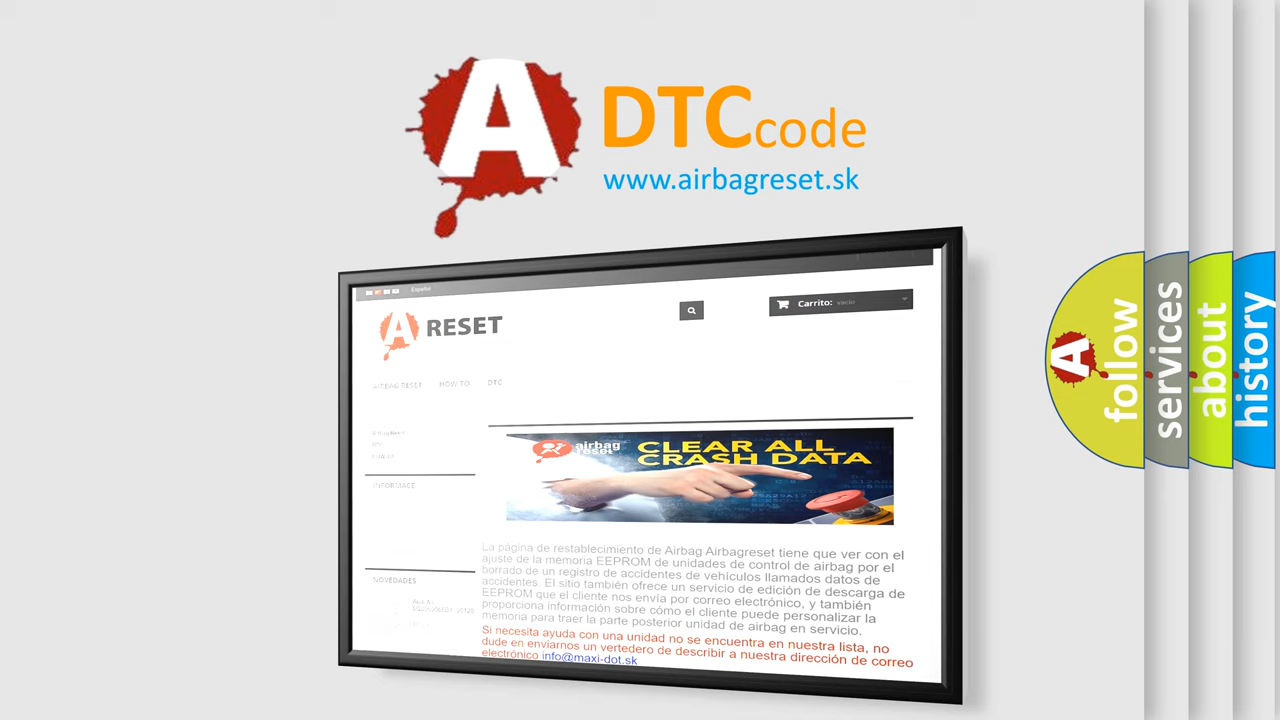 A
DTCcode
www.airbagreset.sk
Español
A RESET
Carrito: vacío
AIRBAG RESET HOW TO DTC
INFORMACE
NOVEDADES
airbag
reset
CLEAR ALL
CRASH DATA
La página de restablecimiento de Airbag Airbagreset tiene que ver con el
ajuste de la memoria EEPROM de unidades de control de airbag por el
borrado de un registro de accidentes de vehículos llamados datos de
accidentes. El sitio también ofrece un servicio de edición de descarga de
EEPROM que el cliente nos envía por correo electrónico, y también
proporciona información sobre cómo el cliente puede personalizar la
memoria para traer la parte posterior unidad de airbag en servicio.
Si necesita ayuda con una unidad no se encuentra en nuestra lista, no
dude en enviarnos un vertedero de describir a nuestra dirección de correo
electrónico info@maxi-dot.sk
A
follow
services
about
history